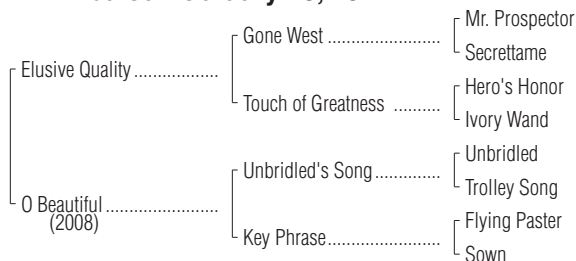 Gone West
Mr. Prospector
Secrettame
Elusive Quality
Touch of Greatness
Hero's Honor
Ivory Wand
O Beautiful
(2008)
Unbridled's Song
Unbridled
Trolley Song
Key Phrase
Flying Paster
Sown